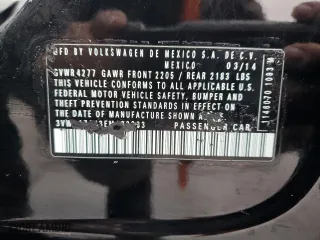 MFD BY VOLKSWAGEN DE MEXICO S.A. DE C.V.
MEXICO: 03/14
GVWR4277 GAWR FRONT 2205 / REAR 2183 LBS
THIS VEHICLE CONFORMS TO ALL APPLICABLE
FEDERAL MOTOR VEHICLE SAFETY, BUMPER, AND
THEFT PREVENTION STANDARDS IN EFFECT ON
THE DATE OF MANUFACTURE SHOWN ABOVE.
PASSENGER CAR